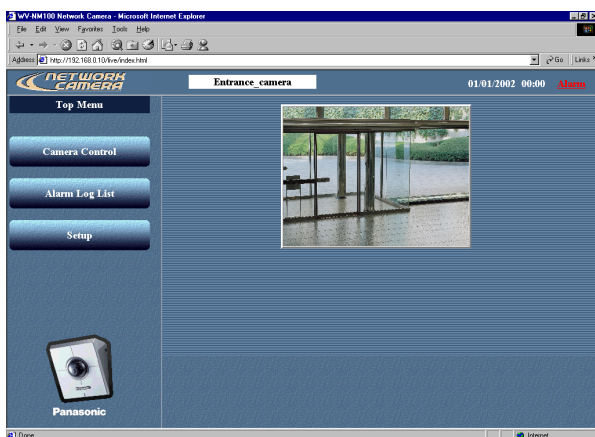 WV-NM100 Network Camera - Microsoft Internet Explorer
File Edit View Favorites Tools Help
Address http://192.168.0.10/live/index.html Go Links
NETWORK CAMERA
Entrance_camera
01/01/2002 00:00 Alarm
Top Menu
Camera Control
Alarm Log List
Setup
Panasonic
Done Internet